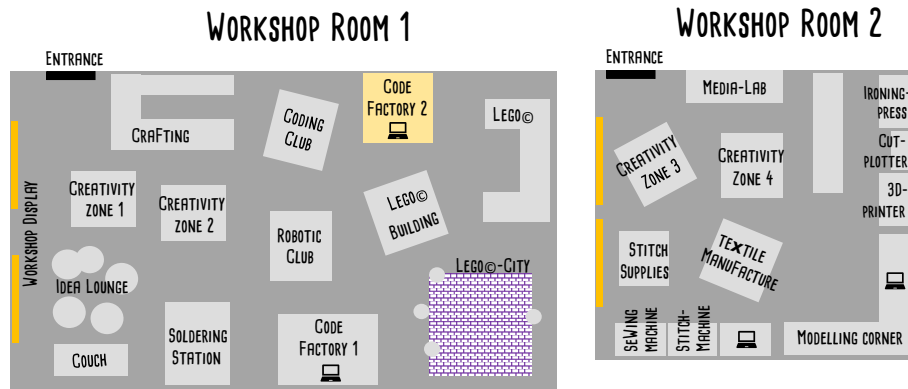 WORKSHOP ROOM 1
ENTRANCE
CRAFTING
CODING
CLUB
CODE
FACTORY 2
LEGO©
CREATIVITY
ZONE 1
CREATIVITY
ZONE 2
LEGO©
BUILDING
ROBOTIC
CLUB
WORKSHOP DISPLAY
IDEA LOUNGE
LEGO©-CITY
SOLDERING
STATION
CODE
FACTORY 1
COUCH
WORKSHOP ROOM 2
ENTRANCE
MEDIA-LAB
IRONING-
PRESS
CREATIVITY
ZONE 3
CREATIVITY
ZONE 4
CUT-
PLOTTER
3D-
PRINTER
STITCH
SUPPLIES
TEXTILE
MANUFACTURE
SEWING
MACHINE
STITCH-
MACHINE
MODELLING CORNER